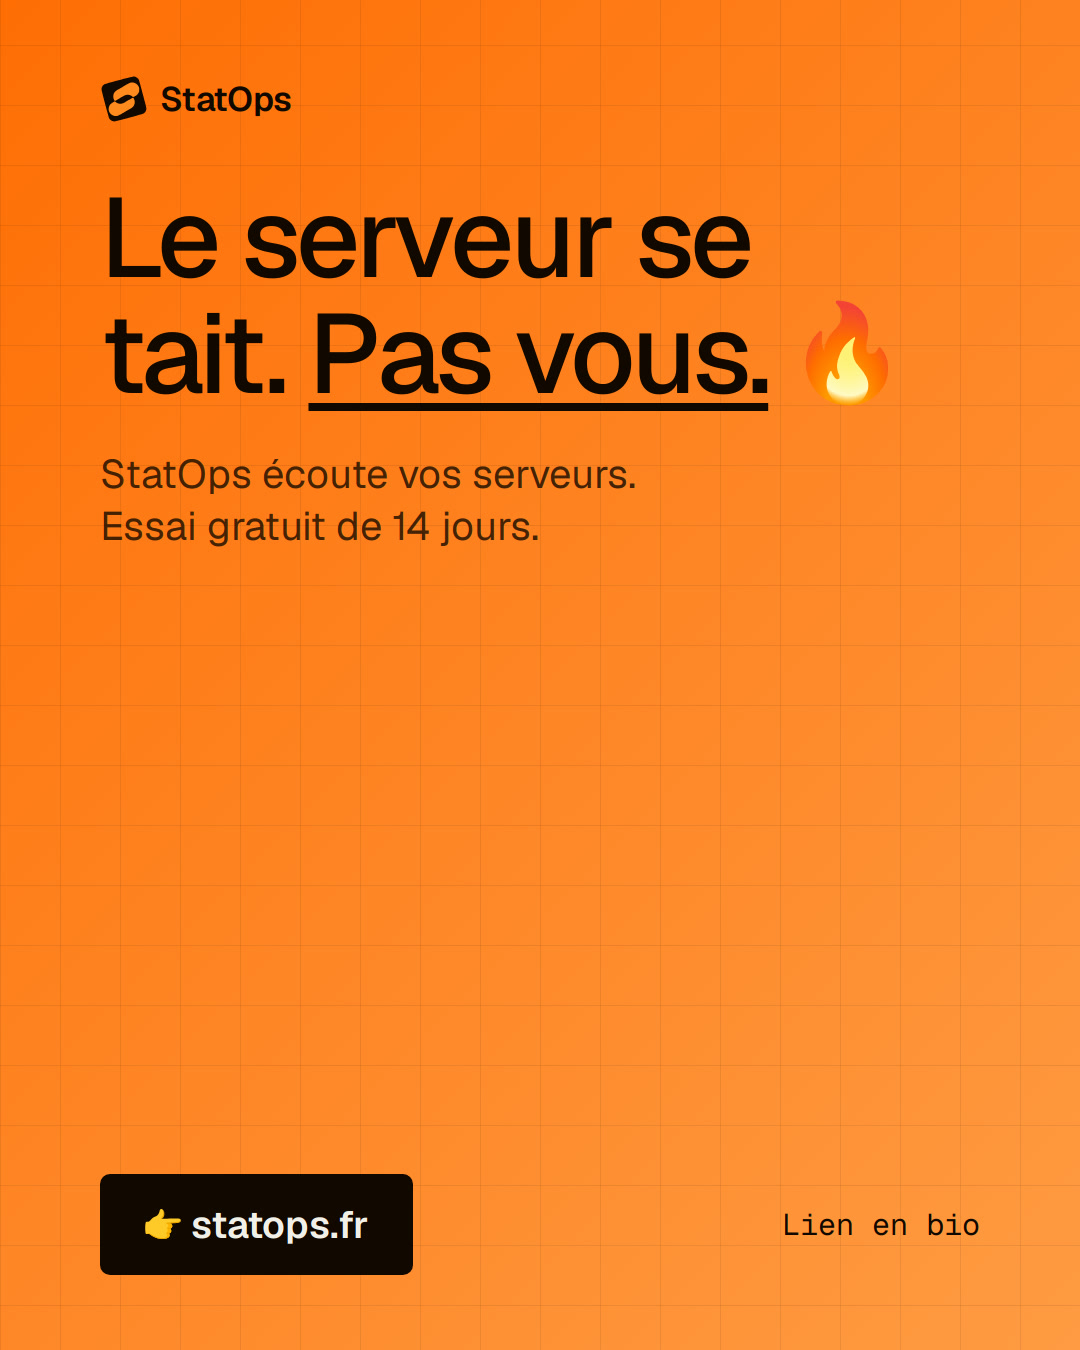 StatOps
Le serveur se
tait. Pas vous. 🔥
StatOps écoute vos serveurs.
Essai gratuit de 14 jours.
👉 statops.fr
Lien en bio